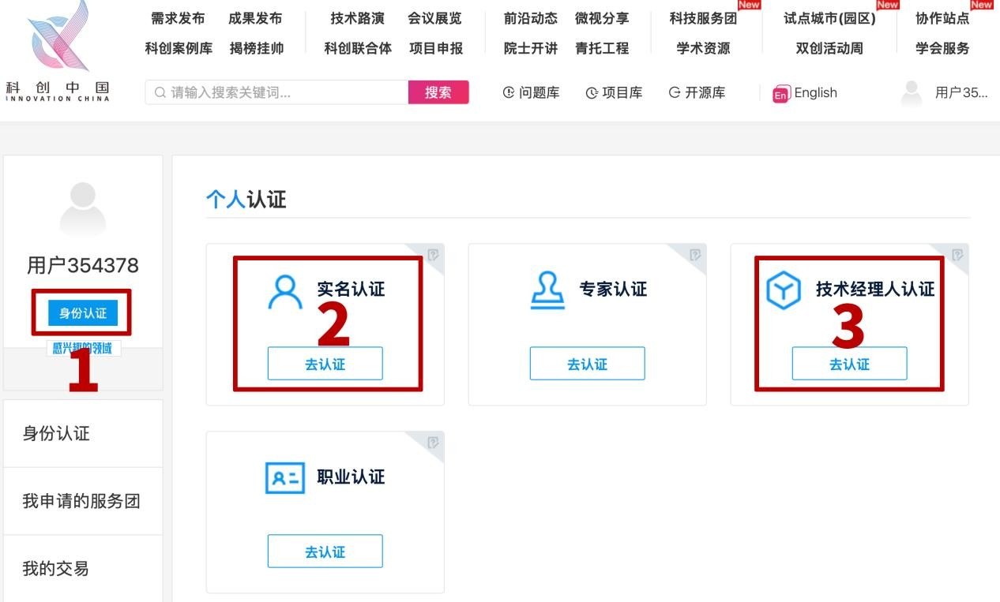 需求发布 成果发布 技术路演 会议展览 前沿动态 微视分享 科技服务团 New 试点城市(园区) New 协作站点 New
科创案例库 揭榜挂帅 科创联合体 项目申报 院士开讲 青托工程 学术资源 双创活动周 学会服务
科创中国
INNOVATION CHINA
请输入搜索关键词... 搜索 问题库 项目库 开源库 En English 用户35...
用户354378
身份认证
感兴趣的领域
1
身份认证
我申请的服务团
我的交易
个人认证
实名认证
2
去认证
专家认证
去认证
技术经理人认证
3
去认证
职业认证
去认证